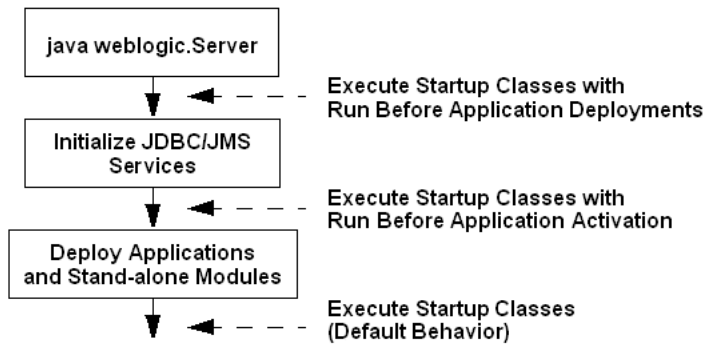 java weblogic.Server
Execute Startup Classes with
Run Before Application Deployments
Initialize JDBC/JMS
Services
Execute Startup Classes with
Run Before Application Activation
Deploy Applications
and Stand-alone Modules
Execute Startup Classes
(Default Behavior)